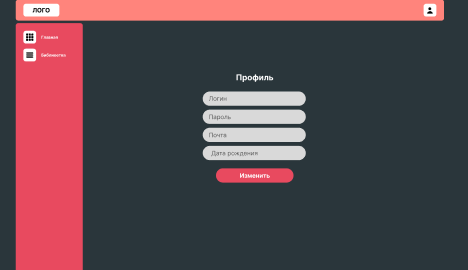 ЛОГО
Главная
Библиотека
Профиль
Логин
Пароль
Почта
Дата рождения
Изменить